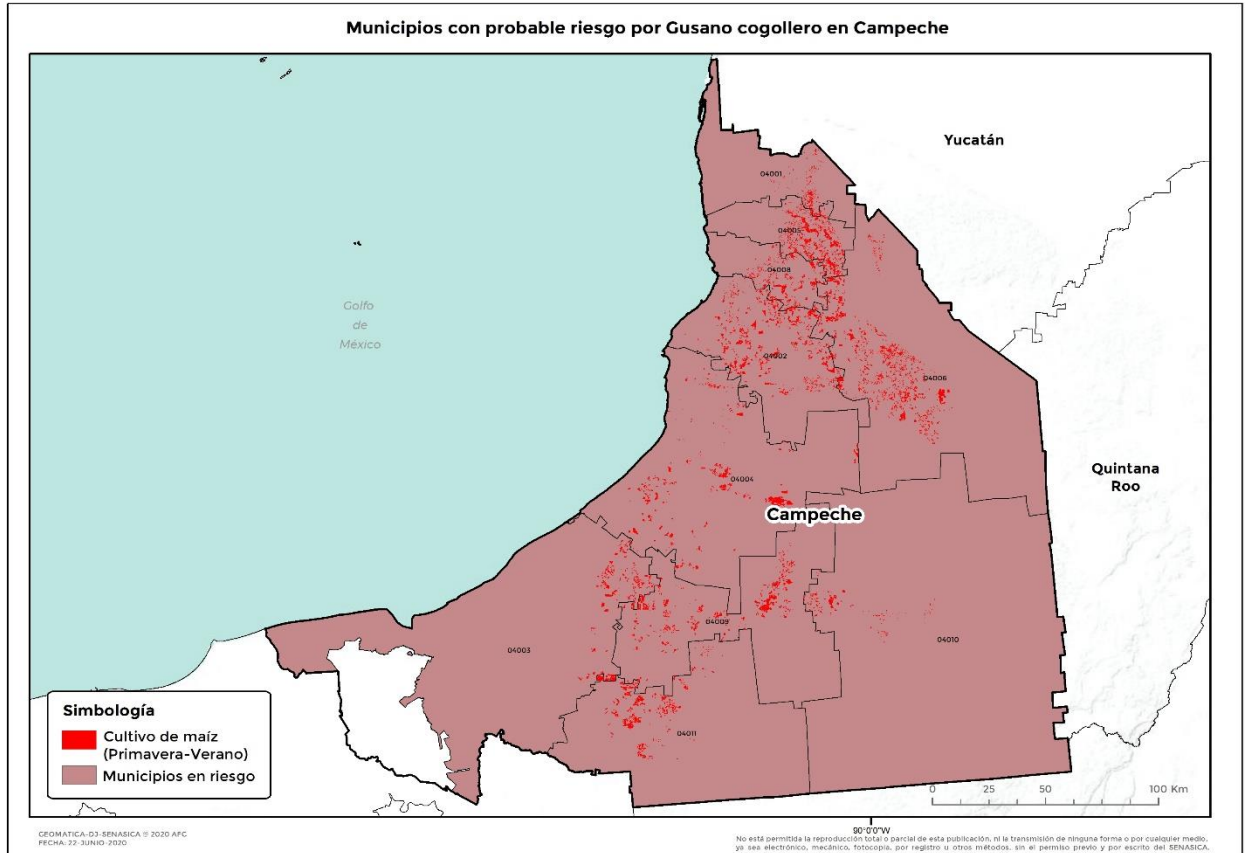 Municipios con probable riesgo por Gusano cogollero en Campeche
Yucatán
04001
04005
04008
Golfo
de
México
04002
04006
Quintana
Roo
04004
Campeche
04009
04010
04003
04011
Simbología
Cultivo de maíz
(Primavera-Verano)
Municipios en riesgo
0 25 50 100 Km
90°0'0"W
GEOMATICA-DJ-SENASICA © 2020 AFC
FECHA: 22-JUNIO-2020
No está permitida la reproducción total o parcial de esta publicación, ni la transmisión de ninguna forma o por cualquier medio,
ya sea electrónico, mecánico, fotocopia, por registro u otros métodos, sin el permiso previo y por escrito del SENASICA.